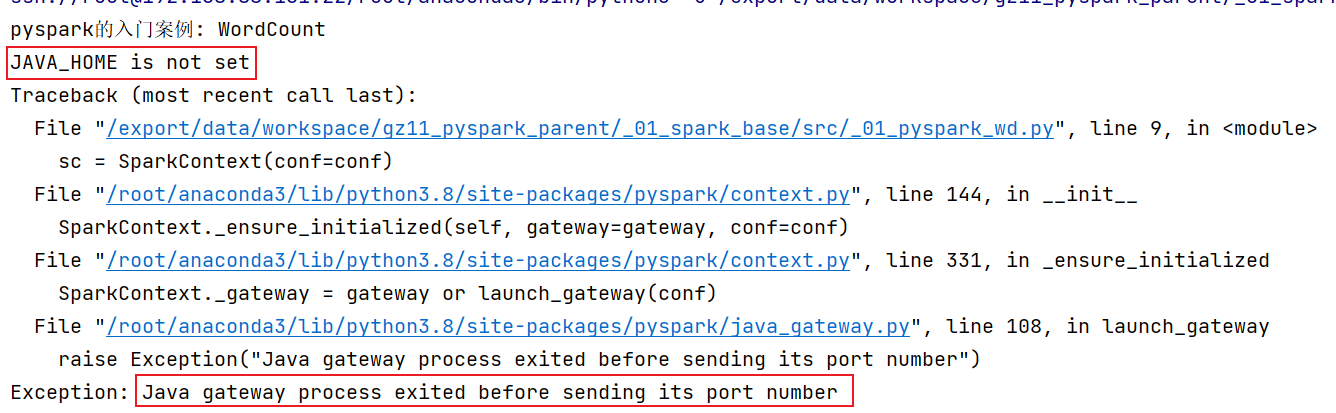 pyspark的入门案例: WordCount
JAVA_HOME is not set
Traceback (most recent call last):
File "/export/data/workspace/gz11_pyspark_parent/_01_spark_base/src/_01_pyspark_wd.py", line 9, in <module>
sc = SparkContext(conf=conf)
File "/root/anaconda3/lib/python3.8/site-packages/pyspark/context.py", line 144, in __init__
SparkContext._ensure_initialized(self, gateway=gateway, conf=conf)
File "/root/anaconda3/lib/python3.8/site-packages/pyspark/context.py", line 331, in _ensure_initialized
SparkContext._gateway = gateway or launch_gateway(conf)
File "/root/anaconda3/lib/python3.8/site-packages/pyspark/java_gateway.py", line 108, in launch_gateway
raise Exception("Java gateway process exited before sending its port number")
Exception: Java gateway process exited before sending its port number